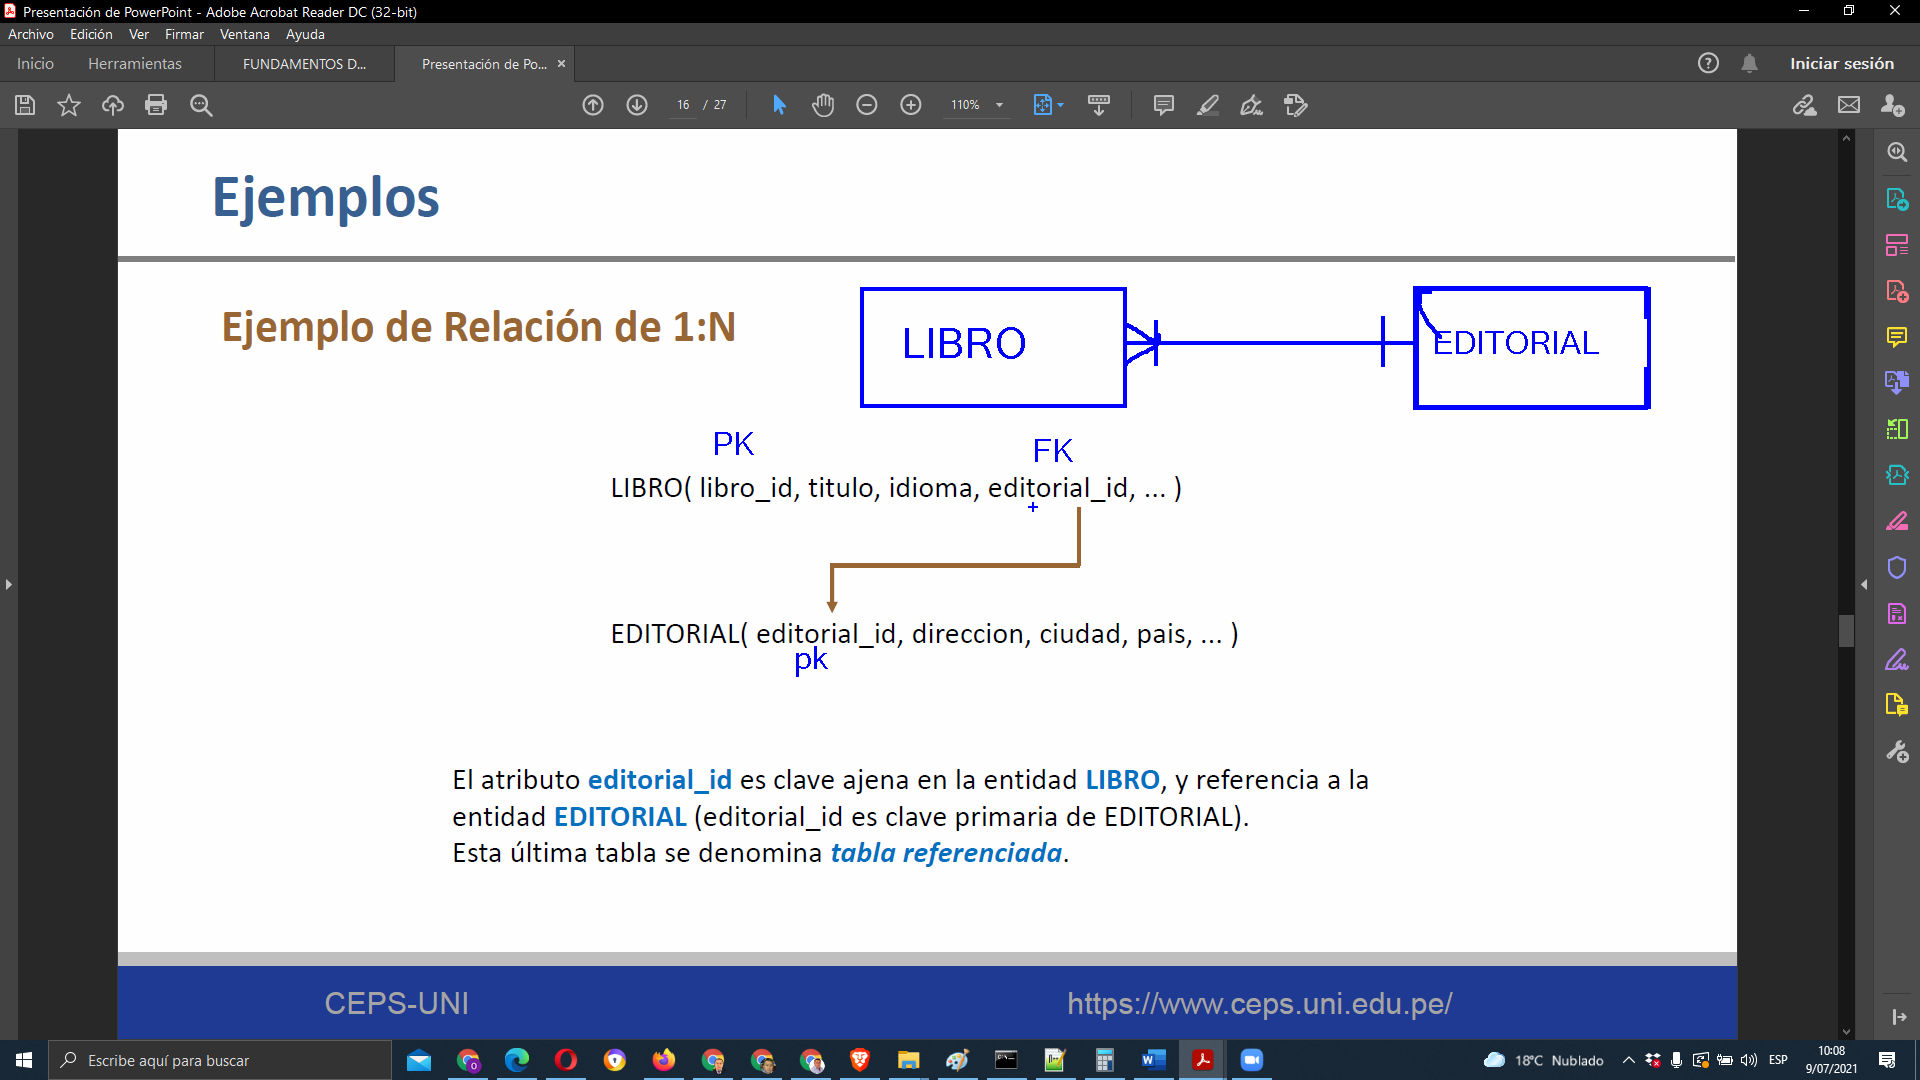 Presentación de PowerPoint - Adobe Acrobat Reader DC (32-bit)
Archivo Edición Ver Firmar Ventana Ayuda
Inicio Herramientas FUNDAMENTOS D... Presentación de Po... × Iniciar sesión
16 / 27 110%
Ejemplos
Ejemplo de Relación de 1:N
LIBRO EDITORIAL
PK FK
LIBRO( libro_id, titulo, idioma, editorial_id, ... )
EDITORIAL( editorial_id, direccion, ciudad, pais, ... )
pk
El atributo editorial_id es clave ajena en la entidad LIBRO, y referencia a la
entidad EDITORIAL (editorial_id es clave primaria de EDITORIAL).
Esta última tabla se denomina tabla referenciada.
CEPS-UNI https://www.ceps.uni.edu.pe/
Escribe aquí para buscar 18°C Nublado ESP 10:08
9/07/2021